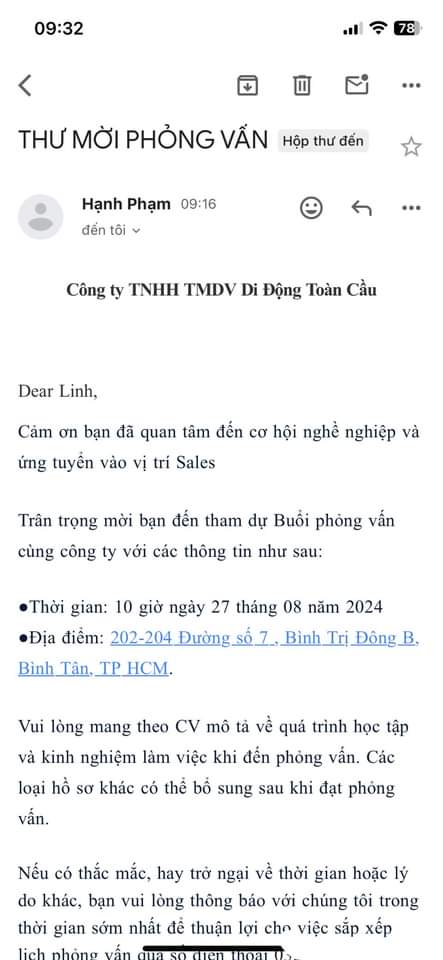 09:32
78
THƯ MỜI PHỎNG VẤN Hộp thư đến
Hạnh Phạm 09:16
đến tôi
Công ty TNHH TMDV Di Động Toàn Cầu
Dear Linh,
Cảm ơn bạn đã quan tâm đến cơ hội nghề nghiệp và
ứng tuyển vào vị trí Sales
Trân trọng mời bạn đến tham dự Buổi phỏng vấn
cùng công ty với các thông tin như sau:
●Thời gian: 10 giờ ngày 27 tháng 08 năm 2024
●Địa điểm: 202-204 Đường số 7 , Bình Trị Đông B,
Bình Tân, TP HCM.
Vui lòng mang theo CV mô tả về quá trình học tập
và kinh nghiệm làm việc khi đến phỏng vấn. Các
loại hồ sơ khác có thể bổ sung sau khi đạt phỏng
vấn.
Nếu có thắc mắc, hay trở ngại về thời gian hoặc lý
do khác, bạn vui lòng thông báo với chúng tôi trong
thời gian sớm nhất để thuận lợi cho việc sắp xếp
lịch phỏng vấn qua số điện thoại